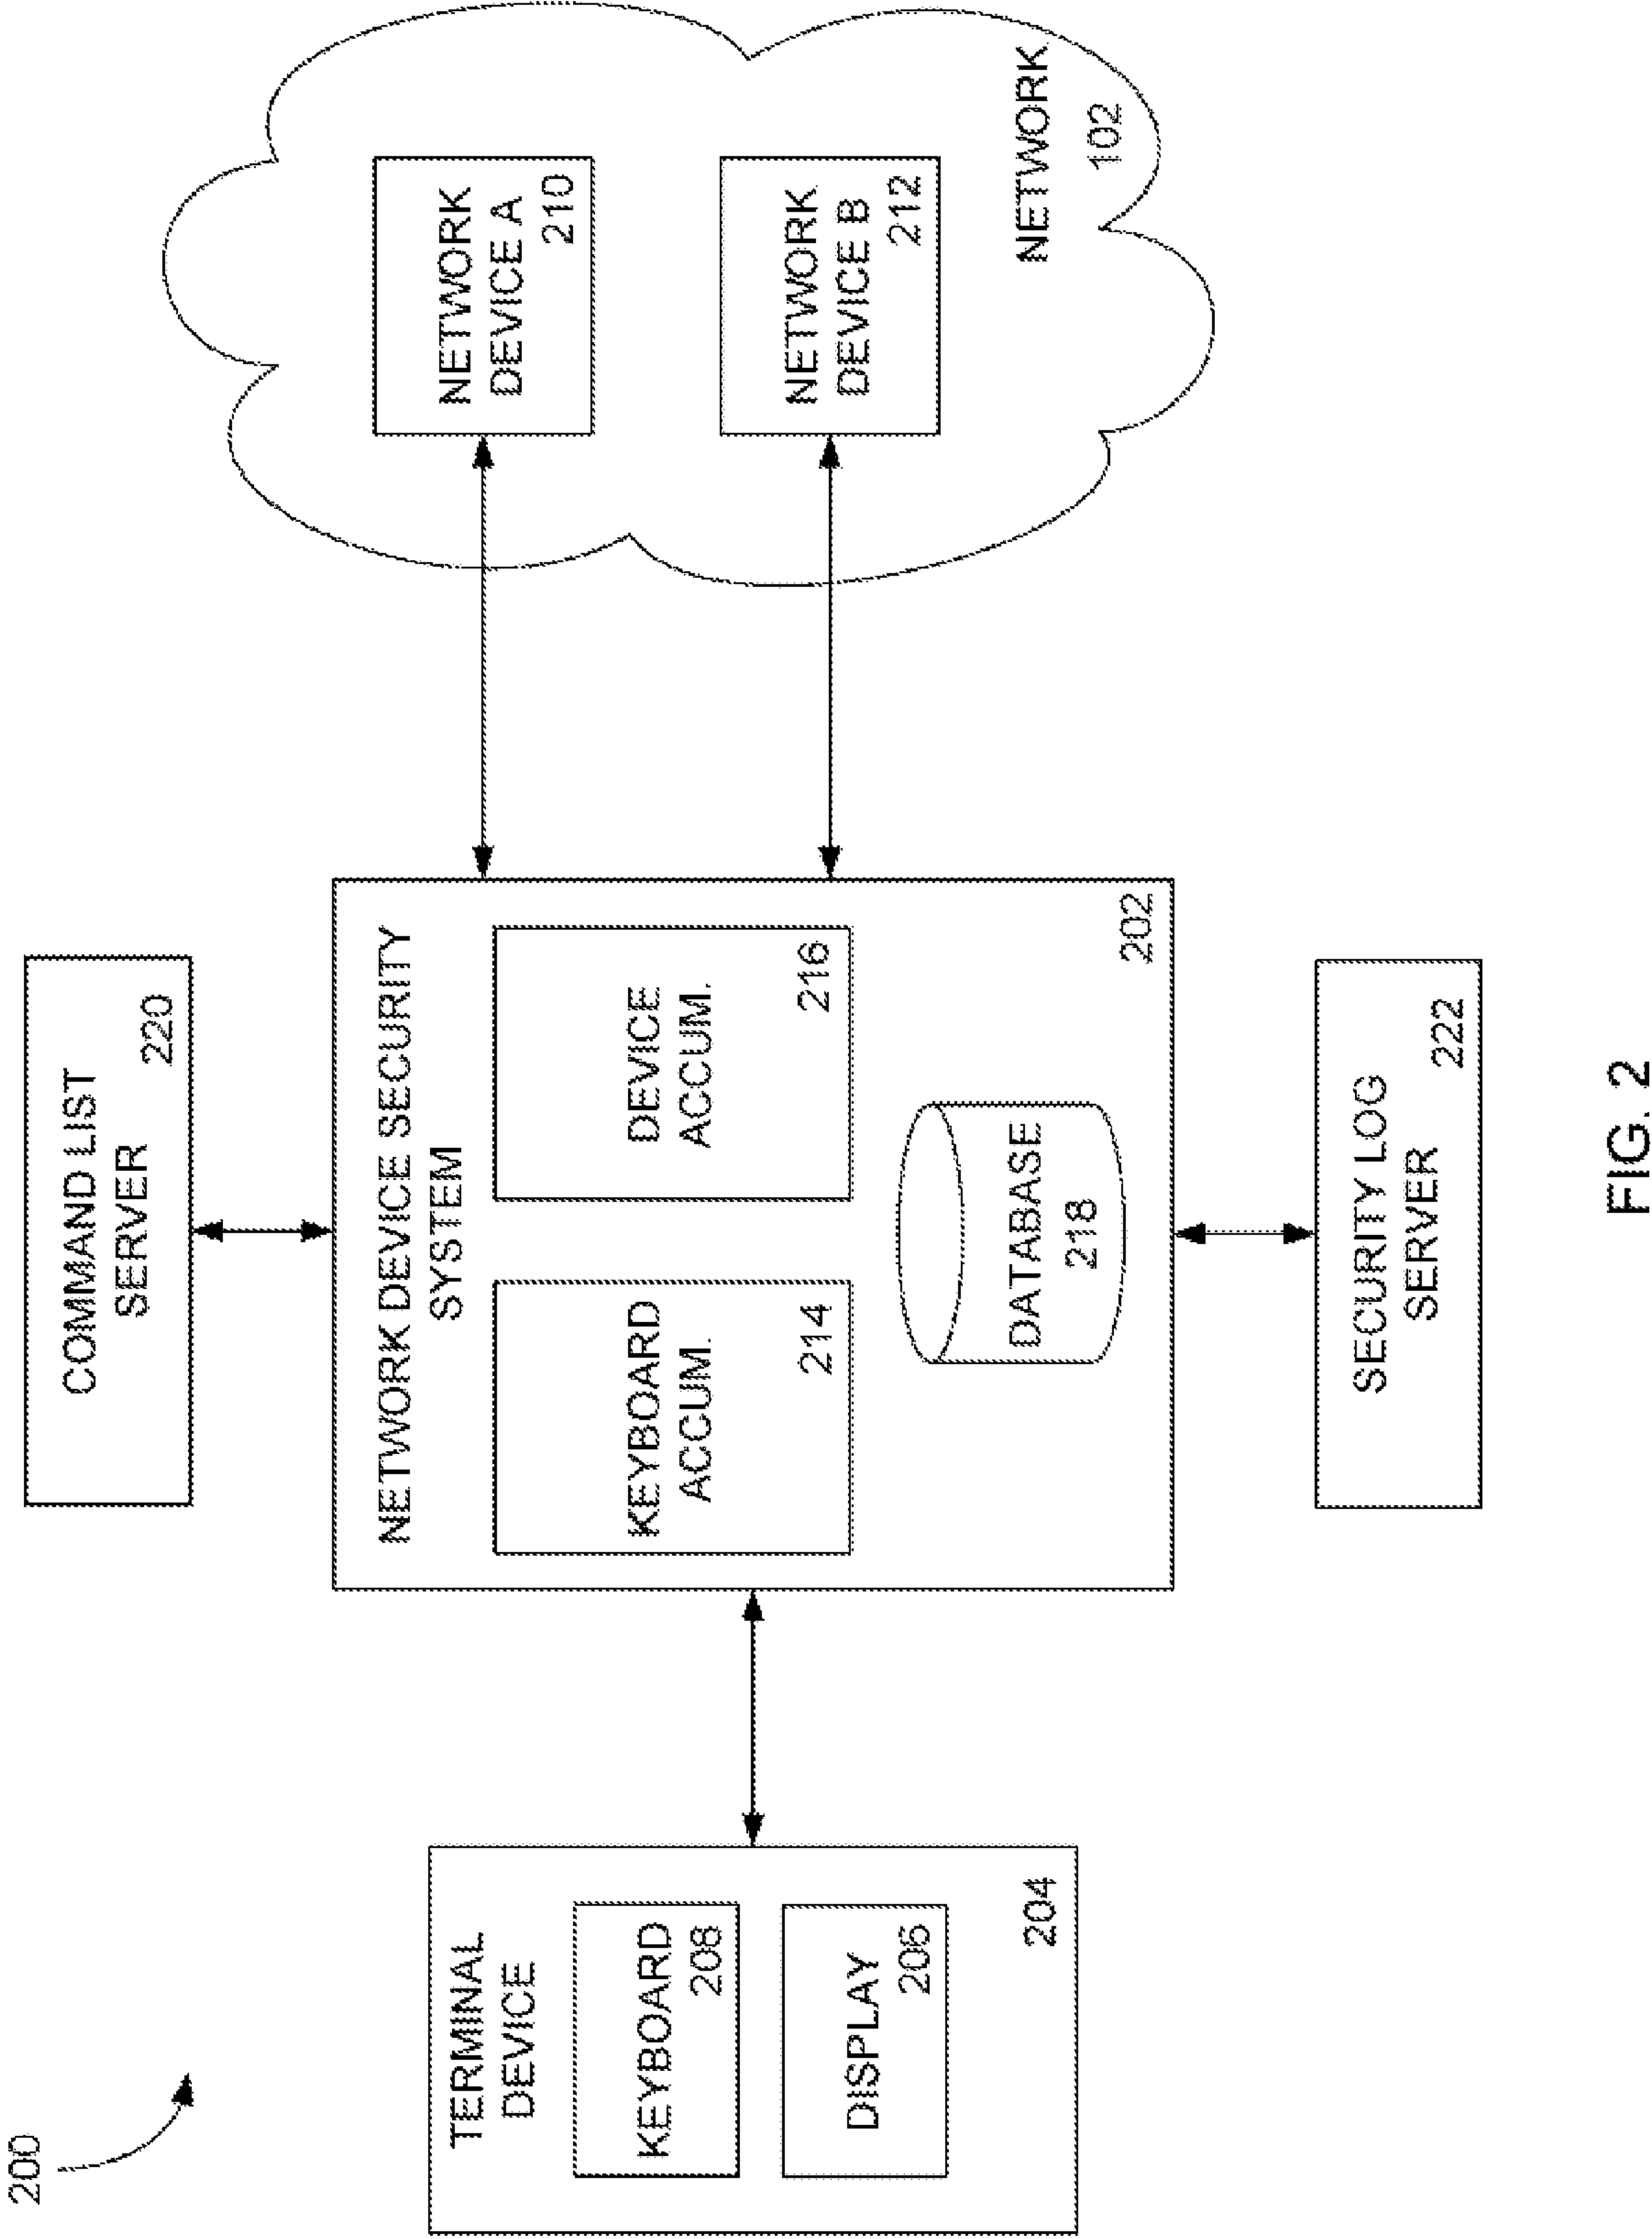 200
COMMAND LIST
SERVER
220
TERMINAL
DEVICE
KEYBOARD
208
DISPLAY
206
204
NETWORK DEVICE SECURITY
SYSTEM
KEYBOARD
ACCUM.
214
DEVICE
ACCUM.
216
DATABASE
218
202
NETWORK
DEVICE A
210
NETWORK
DEVICE B
212
NETWORK
102
SECURITY LOG
SERVER
222
FIG. 2